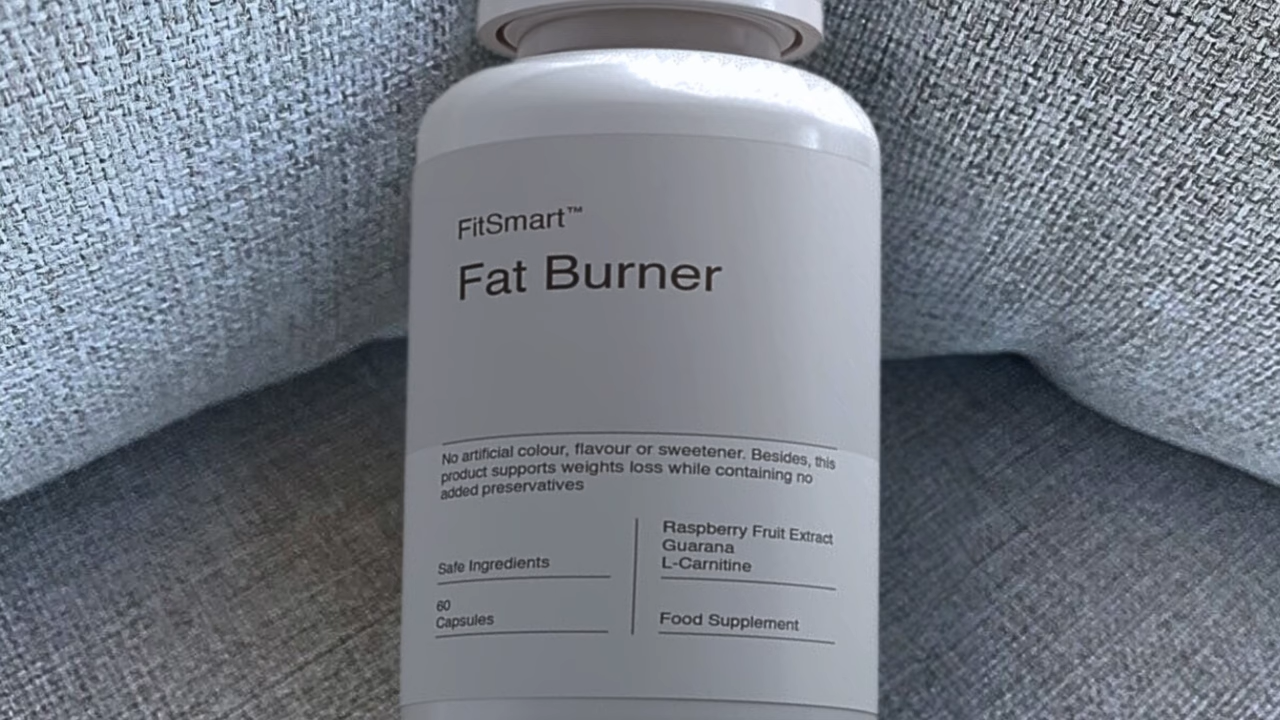 FitSmart™
Fat Burner
No artificial colour, flavour or sweetener. Besides, this
product supports weights loss while containing no
added preservatives
Safe Ingredients
60
Capsules
Raspberry Fruit Extract
Guarana
L-Carnitine
Food Supplement